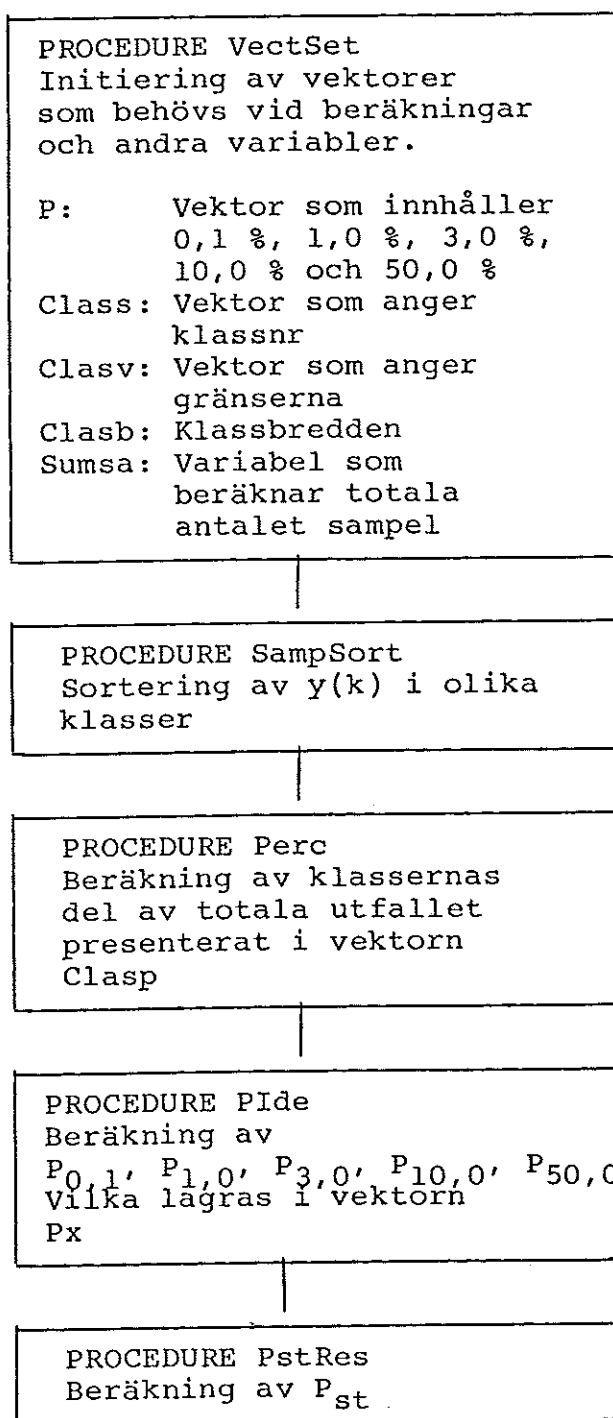 PROCEDURE VectSet
Initiering av vektorer
som behövs vid beräkningar
och andra variabler.
P: Vektor som innhåller
0,1 %, 1,0 %, 3,0 %,
10,0 % och 50,0 %
Class: Vektor som anger
klassnr
Clasv: Vektor som anger
gränserna
Clasb: Klassbredden
Sumsa: Variabel som
beräknar totala
antalet sampel
PROCEDURE SampSort
Sortering av y(k) i olika
klasser
PROCEDURE Perc
Beräkning av klassernas
del av totala utfallet
presenterat i vektorn
Clasp
PROCEDURE PIde
Beräkning av
P0,1, P1,0, P3,0, P10,0, P50,0
Vilka lagras i vektorn
Px
PROCEDURE PstRes
Beräkning av Pst